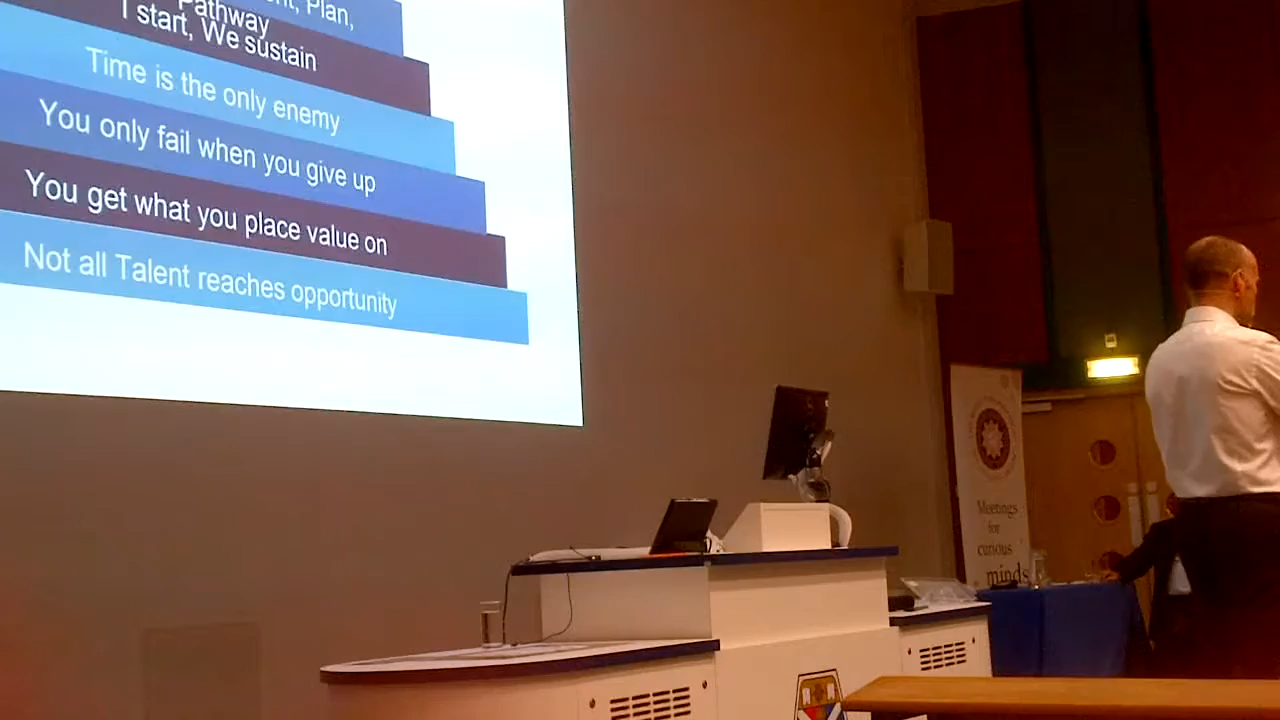 Plan,
Pathway
I start, We sustain
Time is the only enemy
You only fail when you give up
You get what you place value on
Not all Talent reaches opportunity
Meetings
for
curious
minds